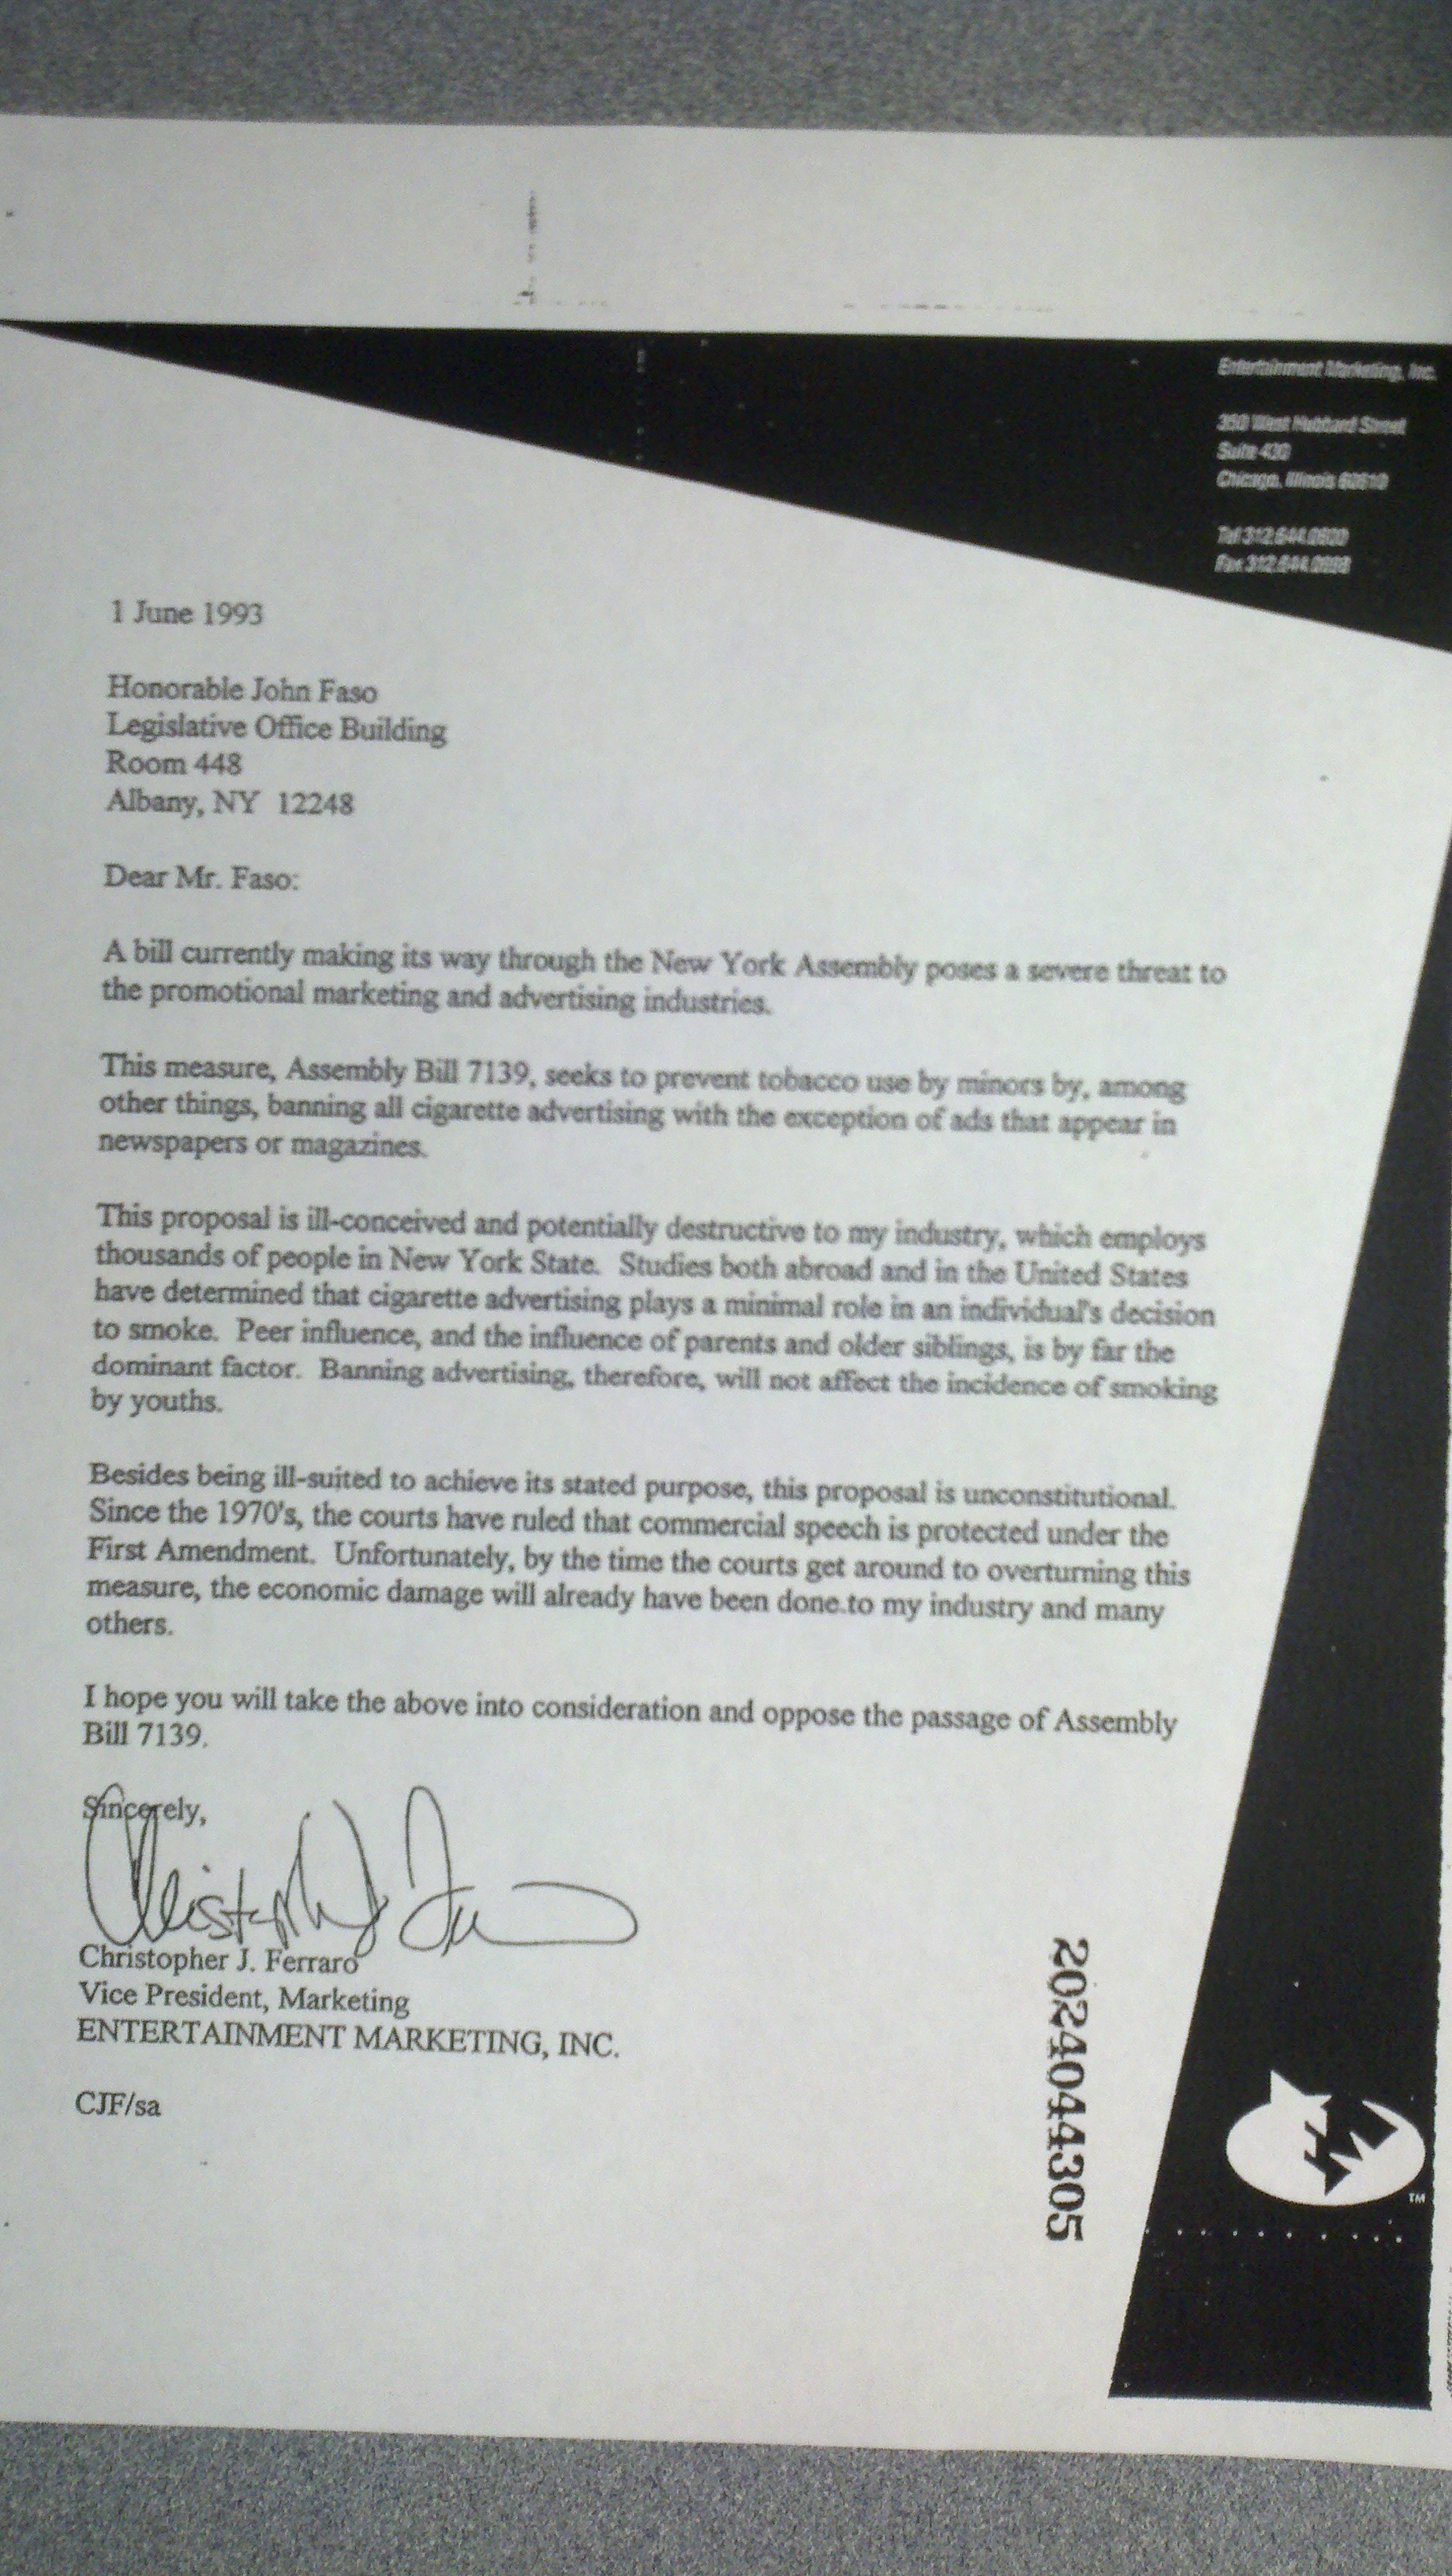 Entertainment Marketing, Inc.
350 West Hubbard Street
Suite 430
Chicago, Illinois 60610
Tel 312.644.0600
Fax 312.644.
1 June 1993
Honorable John Faso
Legislative Office Building
Room 448
Albany, NY 12248
Dear Mr. Faso:
A bill currently making its way through the New York Assembly poses a severe threat to
the promotional marketing and advertising industries.
This measure, Assembly Bill 7139, seeks to prevent tobacco use by minors by, among
other things, banning all cigarette advertising with the exception of ads that appear in
newspapers or magazines.
This proposal is ill-conceived and potentially destructive to my industry, which employs
thousands of people in New York State. Studies both abroad and in the United States
have determined that cigarette advertising plays a minimal role in an individual's decision
to smoke. Peer influence, and the influence of parents and older siblings, is by far the
dominant factor. Banning advertising, therefore, will not affect the incidence of smoking
by youths.
Besides being ill-suited to achieve its stated purpose, this proposal is unconstitutional.
Since the 1970's, the courts have ruled that commercial speech is protected under the
First Amendment. Unfortunately, by the time the courts get around to overturning this
measure, the economic damage will already have been done.to my industry and many
others.
I hope you will take the above into consideration and oppose the passage of Assembly
Bill 7139.
Sincerely,
Christopher J. Ferraro
Vice President, Marketing
ENTERTAINMENT MARKETING, INC.
CJF/sa
2024044305
EM
TM